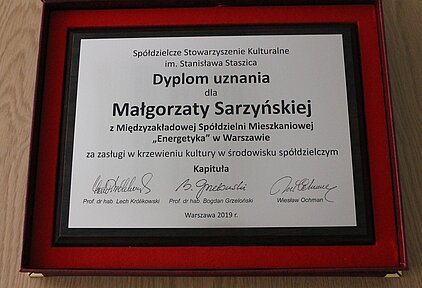 Spółdzielcze Stowarzyszenie Kulturalne
im. Stanisława Staszica
Dyplom uznania
dla
Małgorzaty Sarzyńskiej
z Międzyzakładowej Spółdzielni Mieszkaniowej
„Energetyka” w Warszawie
za zasługi w krzewieniu kultury w środowisku spółdzielczym
Kapituła
Prof. dr hab. Lech Królikowski Prof. dr hab. Bogdan Grzeloński Wiesław Ochman
Warszawa 2019 r.